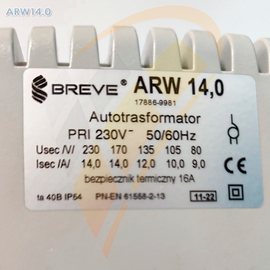 ARW14.0
BREVE® ARW 14,0
17886-9981
Autotrasformator
PRI 230V~ 50/60Hz
Usec /V/ 230 170 135 105 80
Isec /A/ 14,0 14,0 12,0 10,0 9,0
bezpiecznik termiczny 16A
ta 40B IP54 PN-EN 61558-2-13
11-22